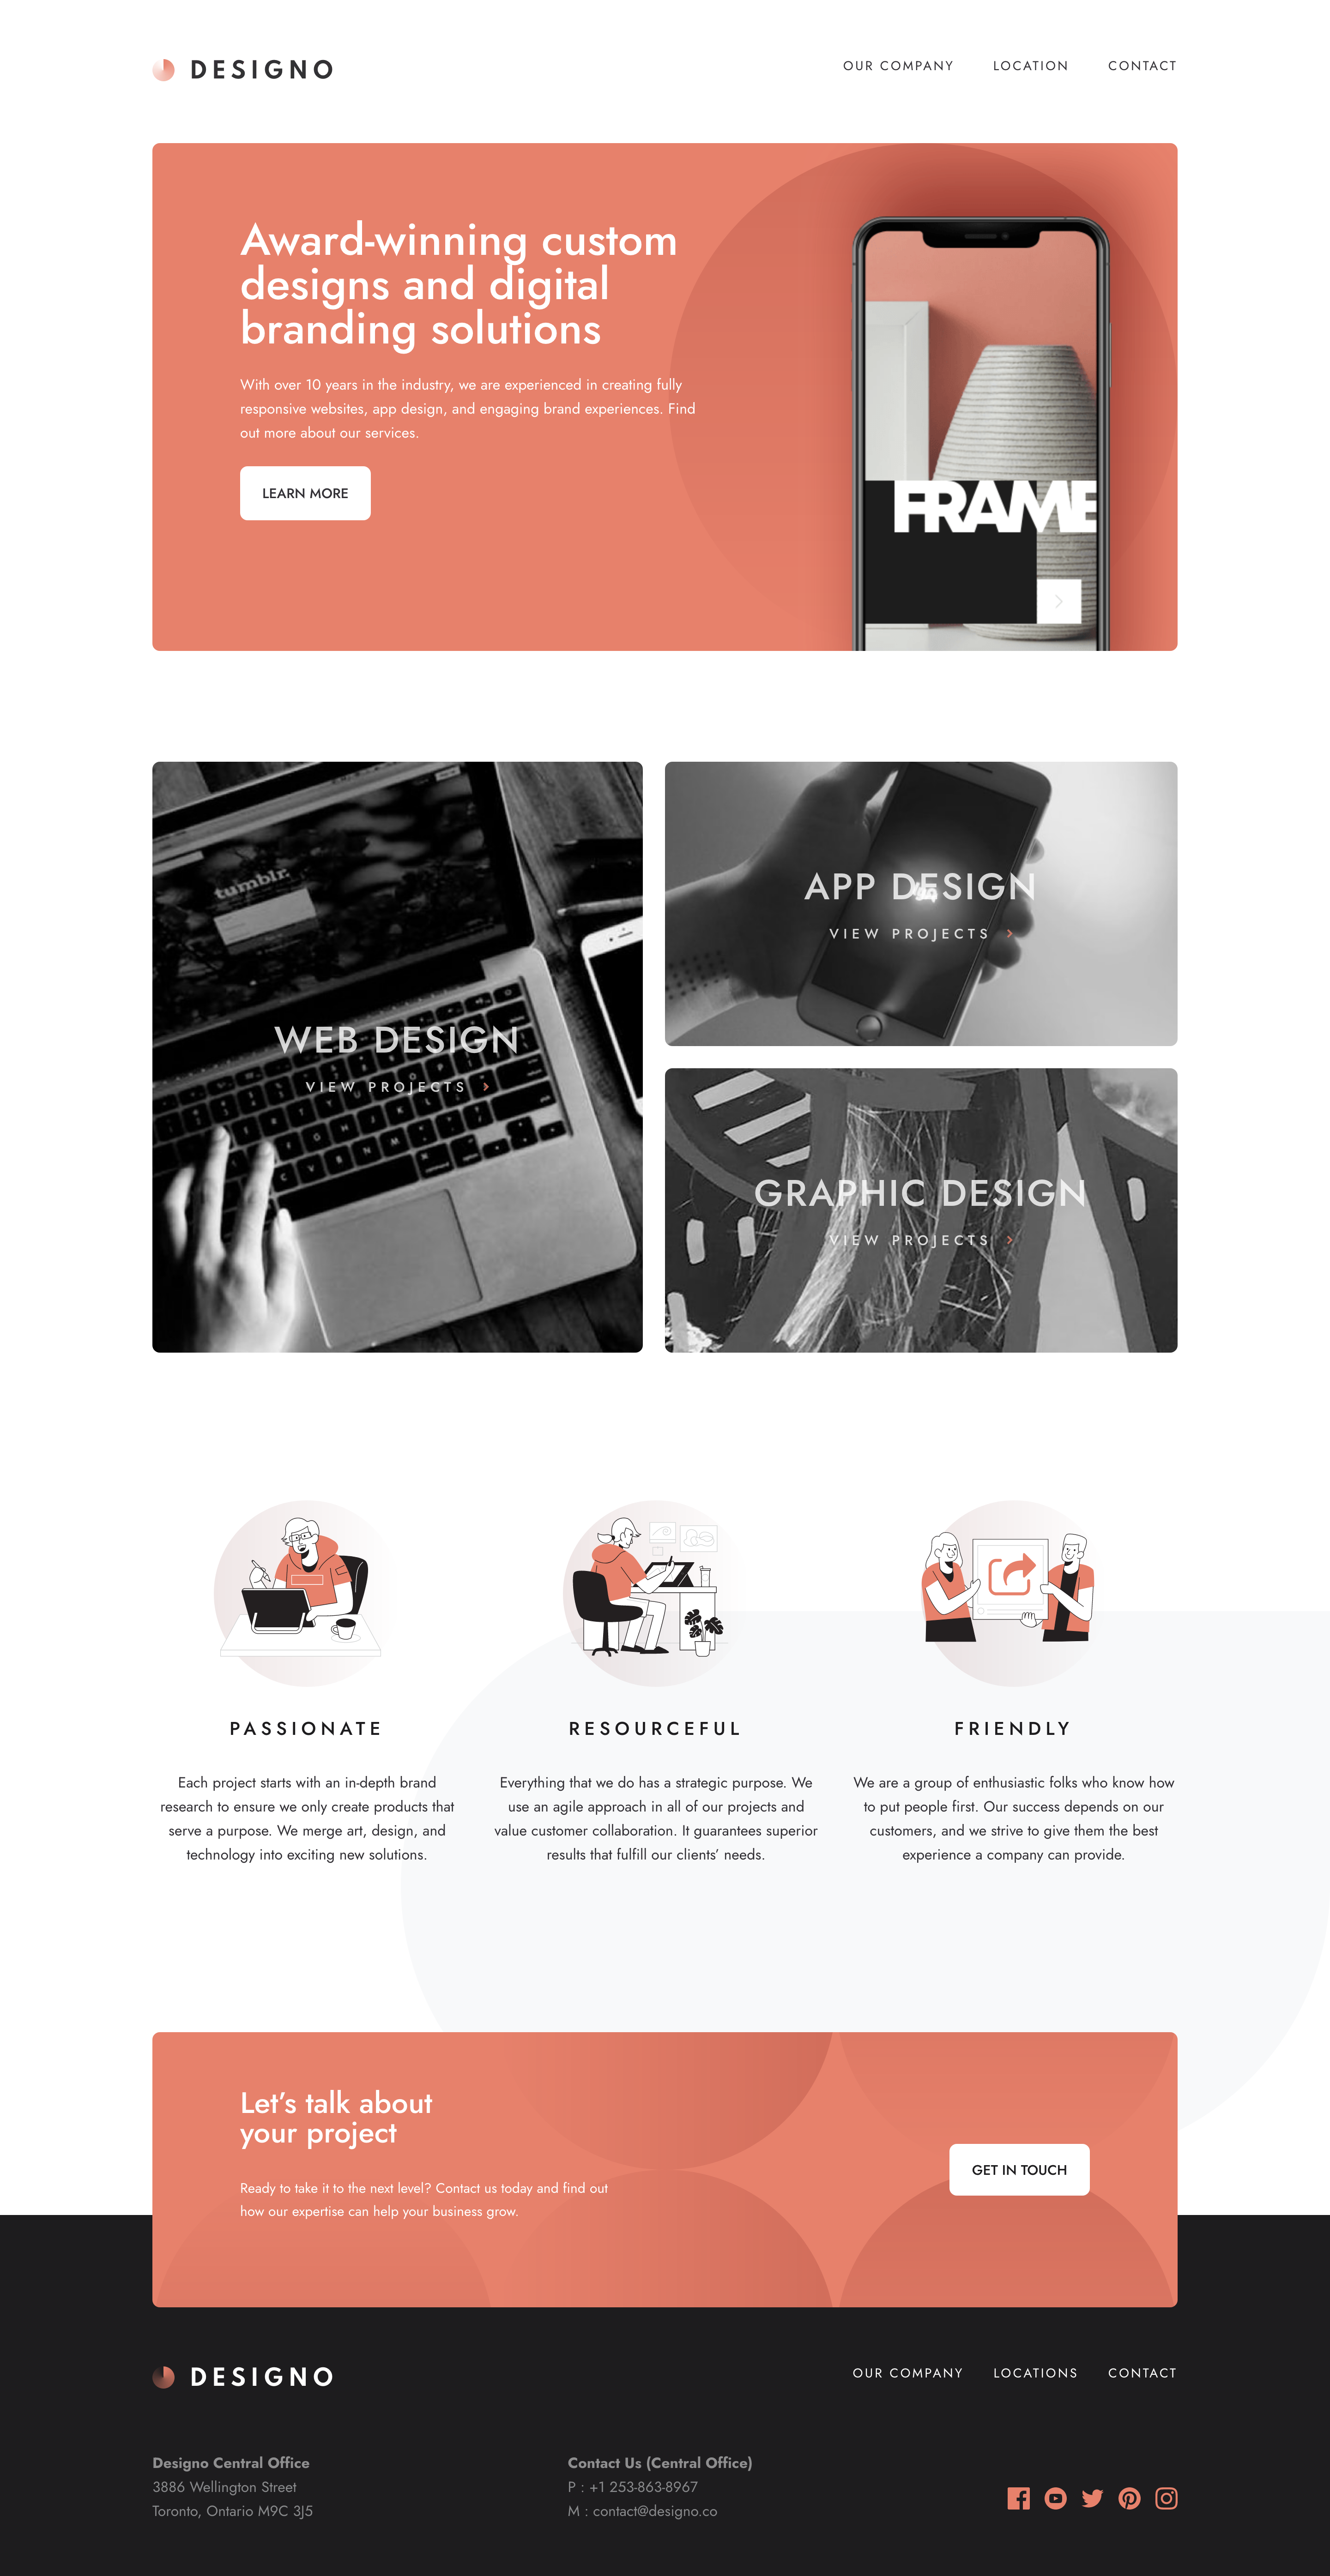 DESIGNO
OUR COMPANY
LOCATION
CONTACT
Award-winning custom
designs and digital
branding solutions
With over 10 years in the industry, we are experienced in creating fully
responsive websites, app design, and engaging brand experiences. Find
out more about our services.
LEARN MORE
FRAME
tumblr.
WEB DESIGN
VIEW PROJECTS
APP DESIGN
VIEW PROJECTS
GRAPHIC DESIGN
VIEW PROJECTS
PASSIONATE
Each project starts with an in-depth brand
research to ensure we only create products that
serve a purpose. We merge art, design, and
technology into exciting new solutions.
RESOURCEFUL
Everything that we do has a strategic purpose. We
use an agile approach in all of our projects and
value customer collaboration. It guarantees superior
results that fulfill our clients’ needs.
FRIENDLY
We are a group of enthusiastic folks who know how
to put people first. Our success depends on our
customers, and we strive to give them the best
experience a company can provide.
Let’s talk about
your project
Ready to take it to the next level? Contact us today and find out
how our expertise can help your business grow.
GET IN TOUCH
DESIGNO
OUR COMPANY
LOCATIONS
CONTACT
Designo Central Office
3886 Wellington Street
Toronto, Ontario M9C 3J5
Contact Us (Central Office)
P : +1 253-863-8967
M : contact@designo.co